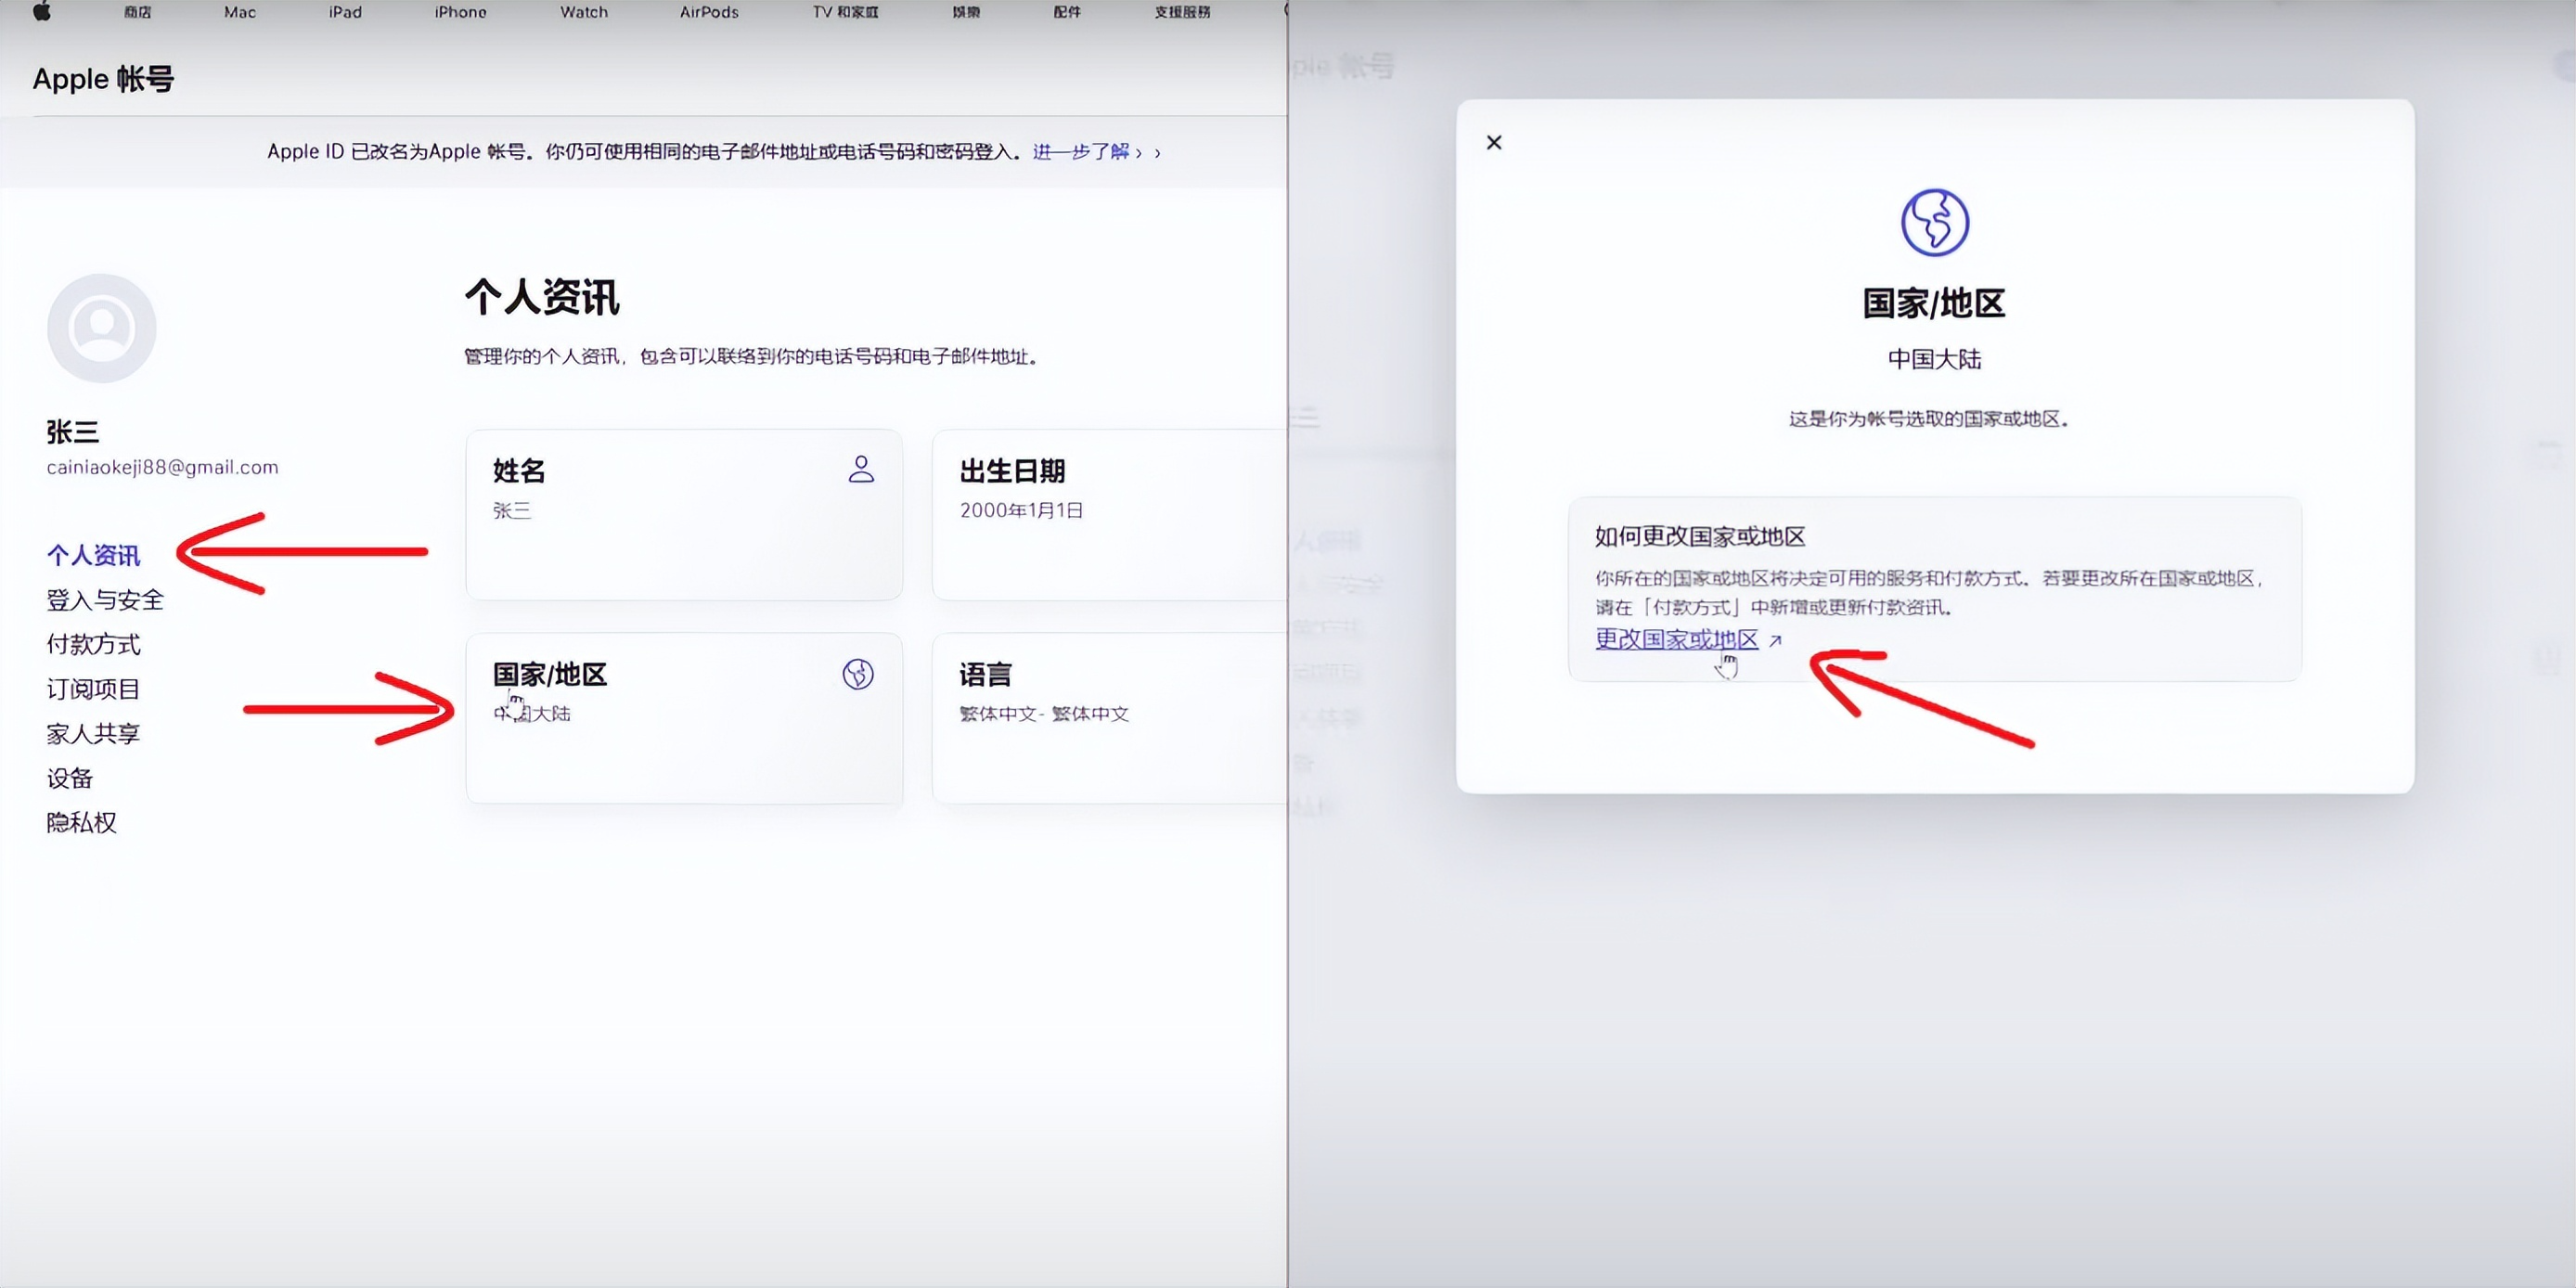 商店 Mac iPad iPhone Watch AirPods TV 和家庭 娛樂 配件 支援服務
Apple 帐号
Apple ID 已改名为Apple 帐号。你仍可使用相同的电子邮件地址或电话号码和密码登入。进一步了解 › ›
个人资讯
管理你的个人资讯，包含可以联络到你的电话号码和电子邮件地址。
张三
cainiaokeji88@gmail.com
个人资讯
登入与安全
付款方式
订阅项目
家人共享
设备
隐私权
姓名
张三
出生日期
2000年1月1日
国家/地区
中国大陆
语言
繁体中文- 繁体中文
帐号
国家/地区
中国大陆
这是你为帐号选取的国家或地区。
如何更改国家或地区
你所在的国家或地区将决定可用的服务和付款方式。若要更改所在国家或地区，
请在「付款方式」中新增或更新付款资讯。
更改国家或地区 ↗